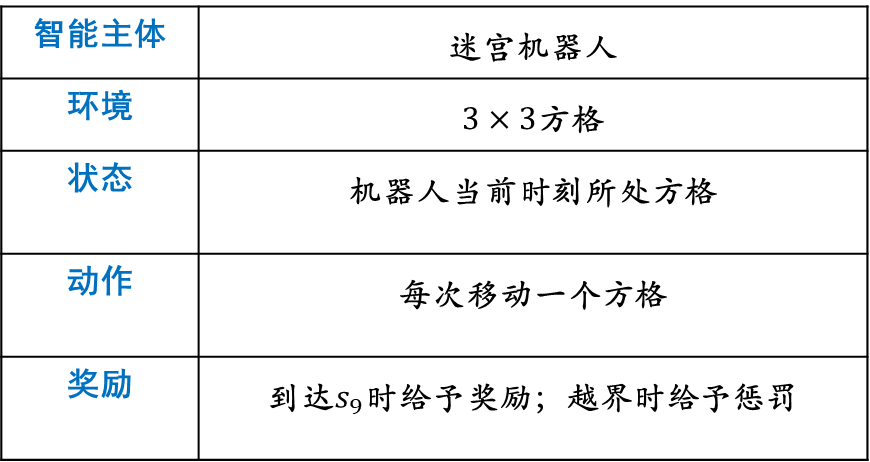 智能主体
迷宫机器人
环境
3 × 3方格
状态
机器人当前时刻所处方格
动作
每次移动一个方格
奖励
到达s₉时给予奖励；越界时给予惩罚